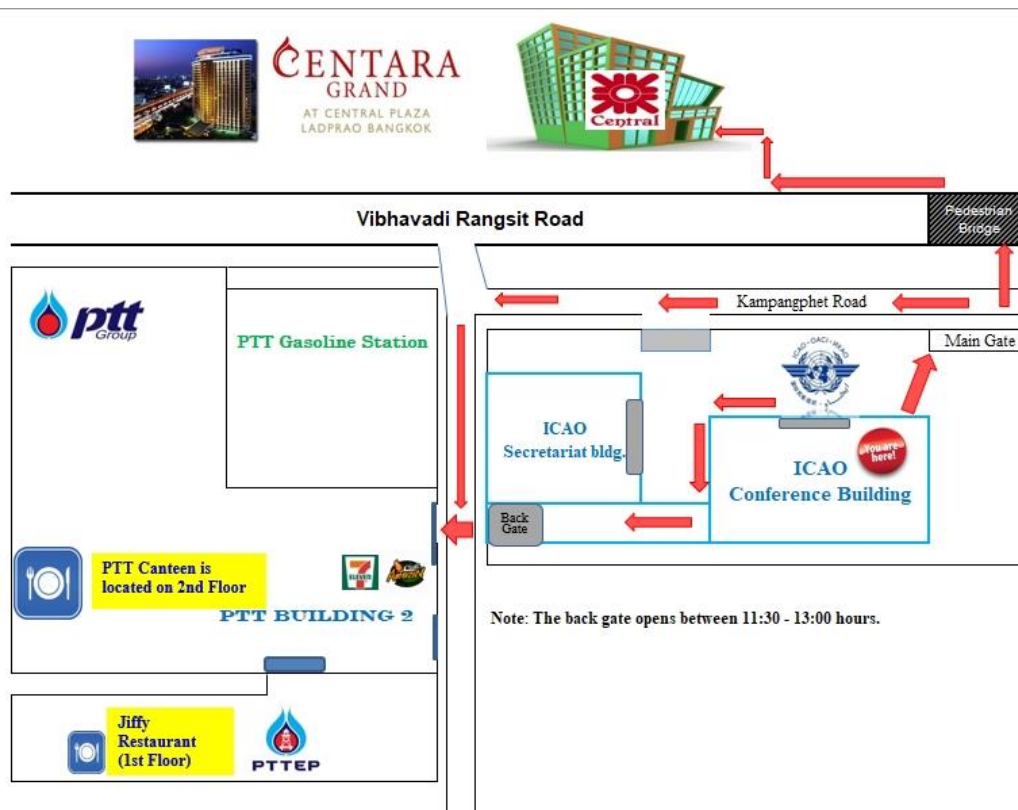 CENTARA
GRAND
AT CENTRAL PLAZA
LADPRAO BANGKOK
Central
Vibhavadi Rangsit Road
Pedestrian
Bridge
Kampangphet Road
Main Gate
ptt
Group
PTT Gasoline Station
ICAO
Secretariat bldg.
You are
here!
ICAO
Conference Building
Back
Gate
PTT Canteen is
located on 2nd Floor
7
ELEVEN
PTT BUILDING 2
Note: The back gate opens between 11:30 - 13:00 hours.
Jiffy
Restaurant
(1st Floor)
PTTEP